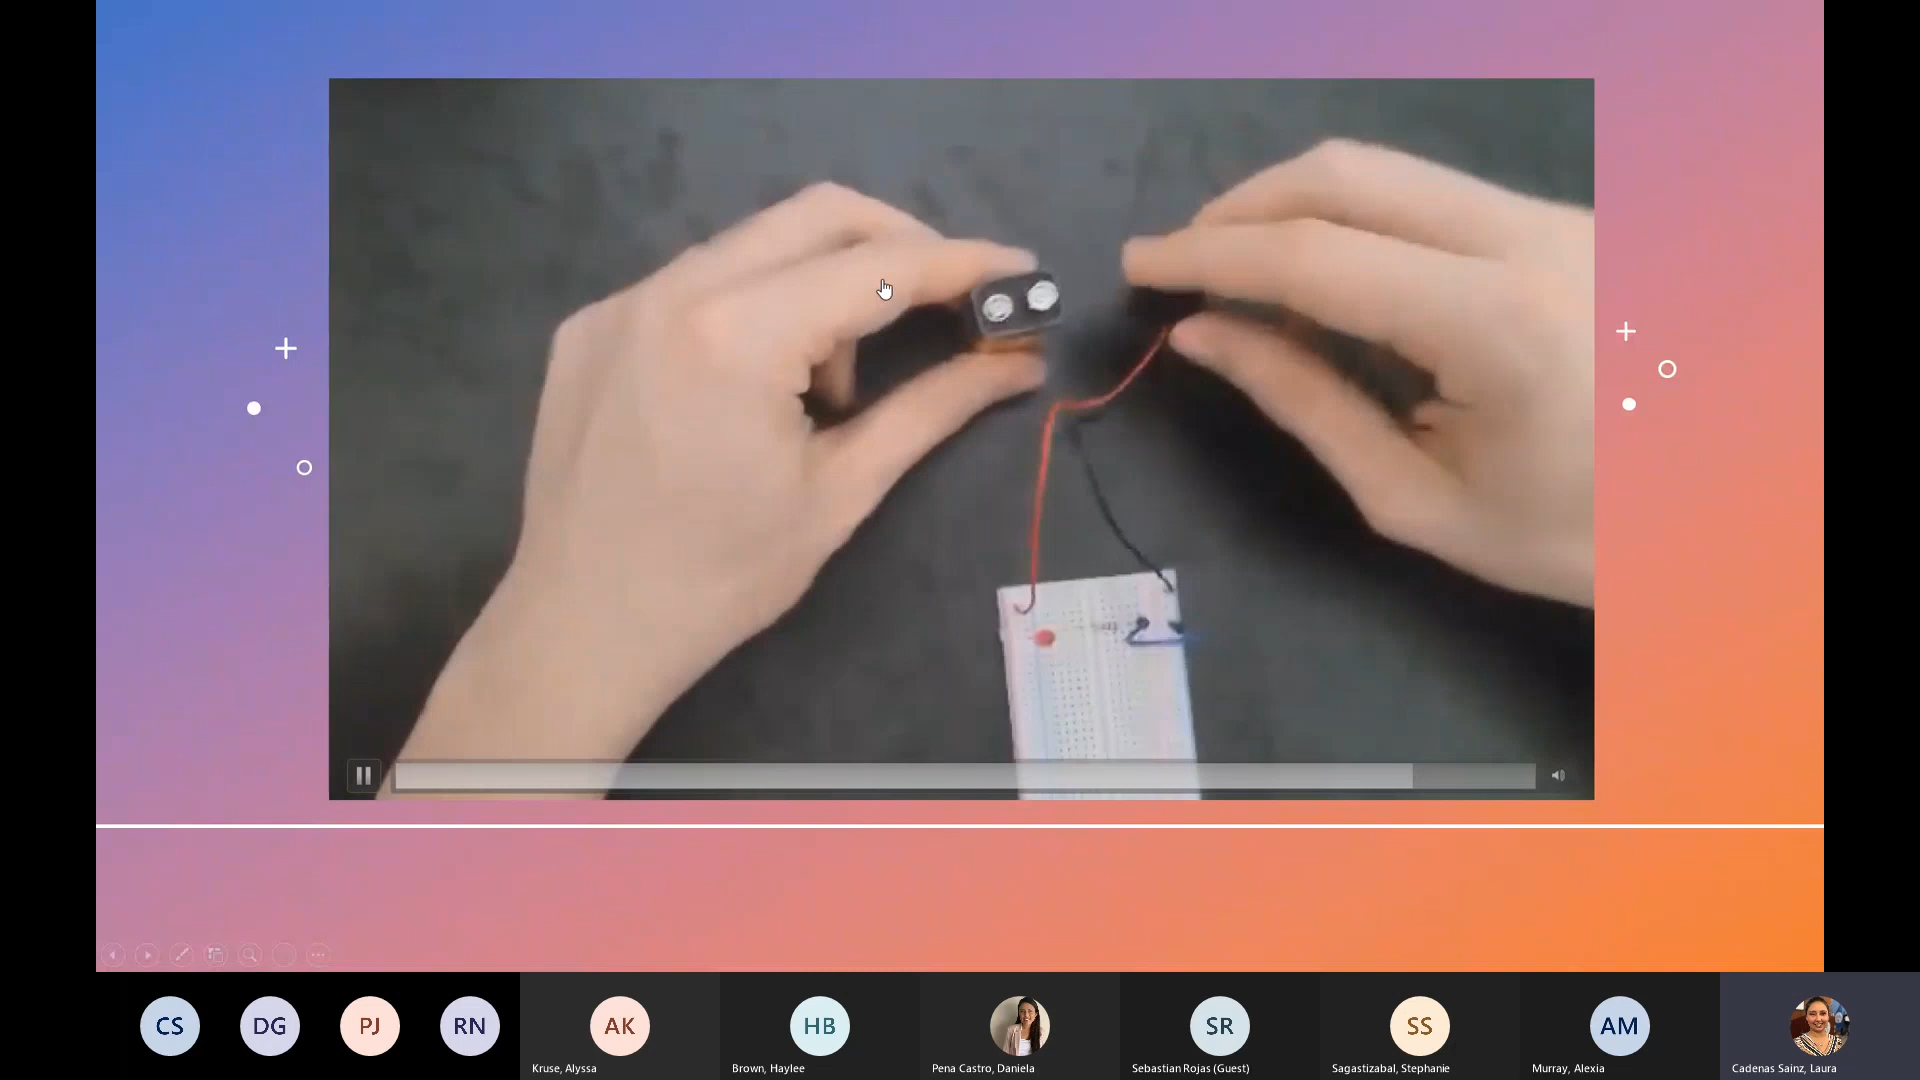 CS
DG
PJ
RN
AK
HB
SR
SS
AM
Kruse, Alyssa
Brown, Haylee
Pena Castro, Daniela
Sebastian Rojas (Guest)
Sagastizabal, Stephanie
Murray, Alexia
Cadenas Sainz, Laura